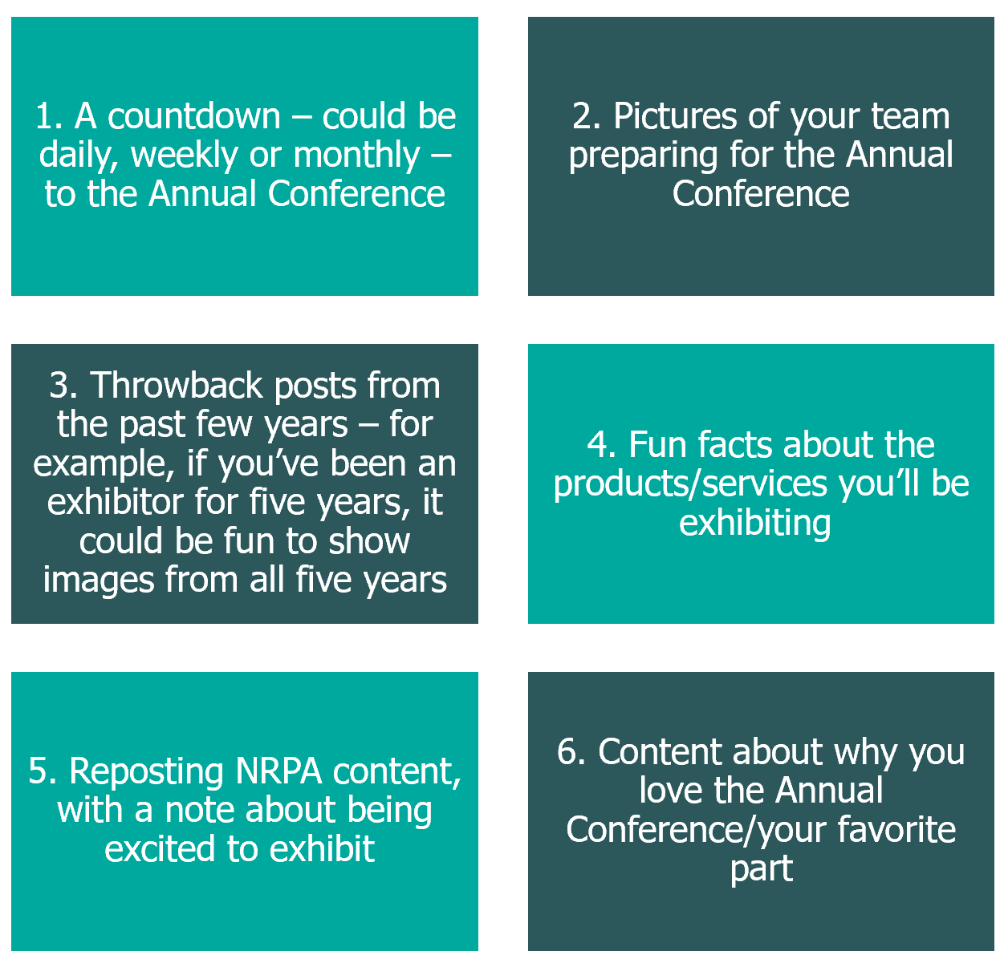 1. A countdown – could be
daily, weekly or monthly –
to the Annual Conference
2. Pictures of your team
preparing for the Annual
Conference
3. Throwback posts from
the past few years – for
example, if you’ve been an
exhibitor for five years, it
could be fun to show
images from all five years
4. Fun facts about the
products/services you’ll be
exhibiting
5. Reposting NRPA content,
with a note about being
excited to exhibit
6. Content about why you
love the Annual
Conference/your favorite
part